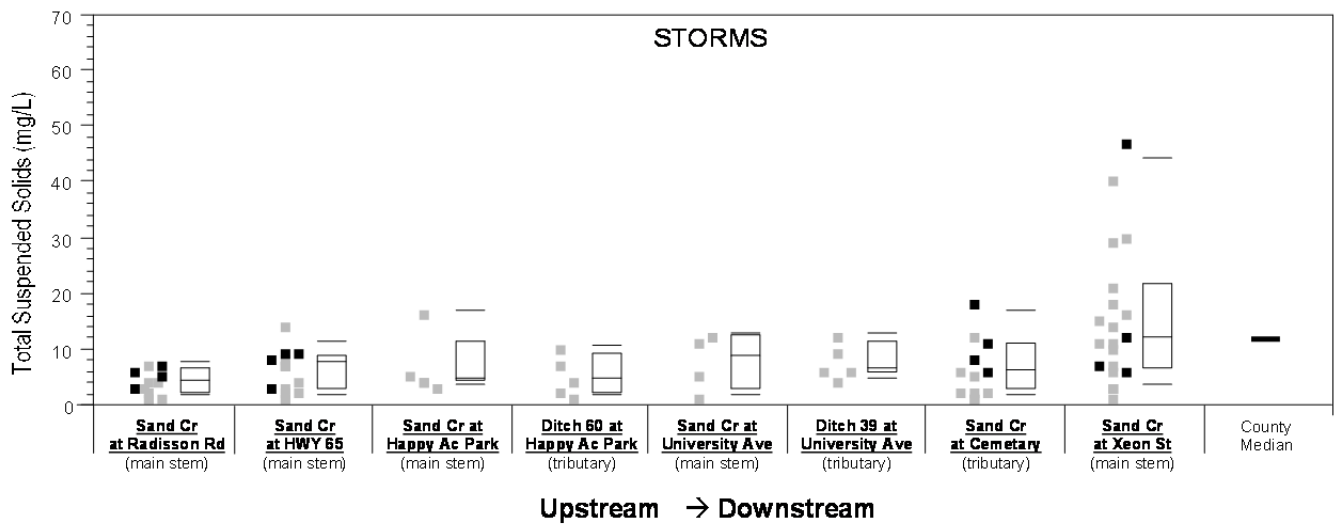 STORMS
Total Suspended Solids (mg/L)
70
60
50
40
30
20
10
0
Sand Cr
at Radisson Rd
(main stem)
Sand Cr
at HWY 65
(main stem)
Sand Cr at
Happy Ac Park
(main stem)
Ditch 60 at
Happy Ac Park
(tributary)
Sand Cr at
University Ave
(main stem)
Ditch 39 at
University Ave
(tributary)
Sand Cr
at Cemetary
(tributary)
Sand Cr
at Xeon St
(main stem)
County
Median
Upstream → Downstream